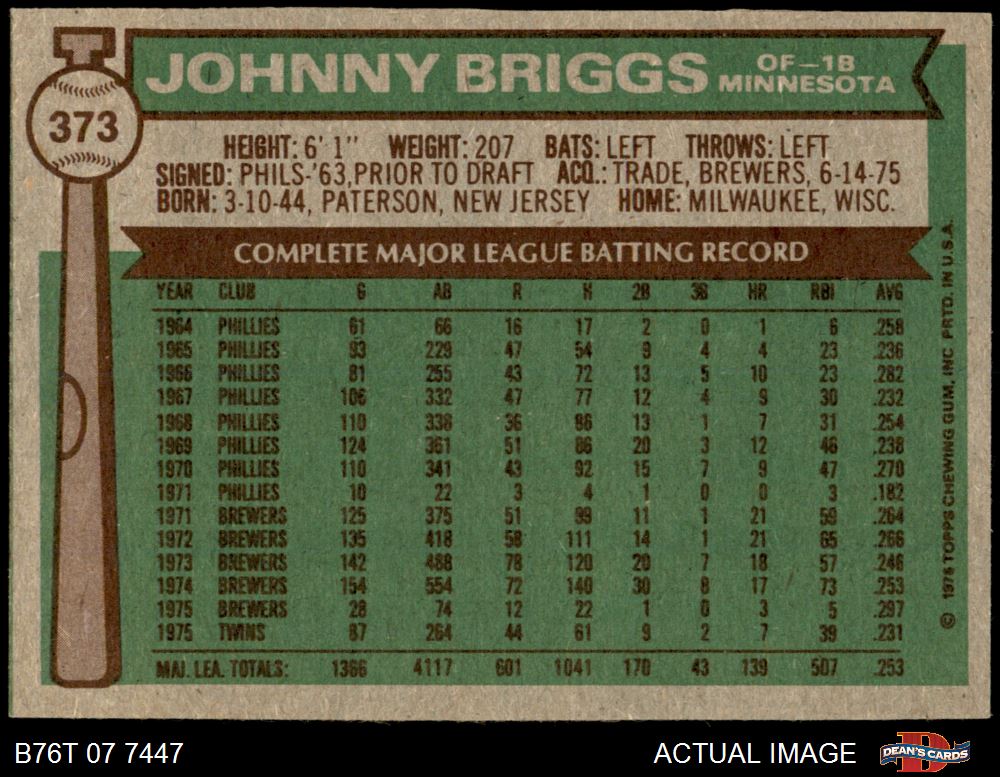 373
JOHNNY BRIGGS OF—1B MINNESOTA
HEIGHT: 6' 1" WEIGHT: 207 BATS: LEFT THROWS: LEFT
SIGNED: PHILS-'63,PRIOR TO DRAFT ACQ.: TRADE, BREWERS, 6-14-75
BORN: 3-10-44, PATERSON, NEW JERSEY HOME: MILWAUKEE, WISC.
COMPLETE MAJOR LEAGUE BATTING RECORD
YEAR CLUB G AB R H 2B 3B HR RBI AVG
1964 PHILLIES 61 66 16 17 2 0 1 6 .258
1965 PHILLIES 93 229 47 54 9 4 4 23 .236
1966 PHILLIES 81 255 43 72 13 5 10 23 .282
1967 PHILLIES 106 332 47 77 12 4 9 30 .232
1968 PHILLIES 110 338 36 86 13 1 7 31 .254
1969 PHILLIES 124 361 51 86 20 3 12 46 .238
1970 PHILLIES 110 341 43 92 15 7 9 47 .270
1971 PHILLIES 10 22 3 4 1 0 0 3 .182
1971 BREWERS 125 375 51 99 11 1 21 59 .264
1972 BREWERS 135 418 58 111 14 1 21 65 .266
1973 BREWERS 142 488 78 120 20 7 18 57 .246
1974 BREWERS 154 554 72 140 30 8 17 73 .253
1975 BREWERS 28 74 12 22 1 0 3 5 .297
1975 TWINS 87 264 44 61 9 2 7 39 .231
MAJ. LEA. TOTALS: 1366 4117 601 1041 170 43 139 507 .253
© 1976 TOPPS CHEWING GUM, INC PRTD. IN U.S.A.
B76T 07 7447
ACTUAL IMAGE
DEAN'S CARDS